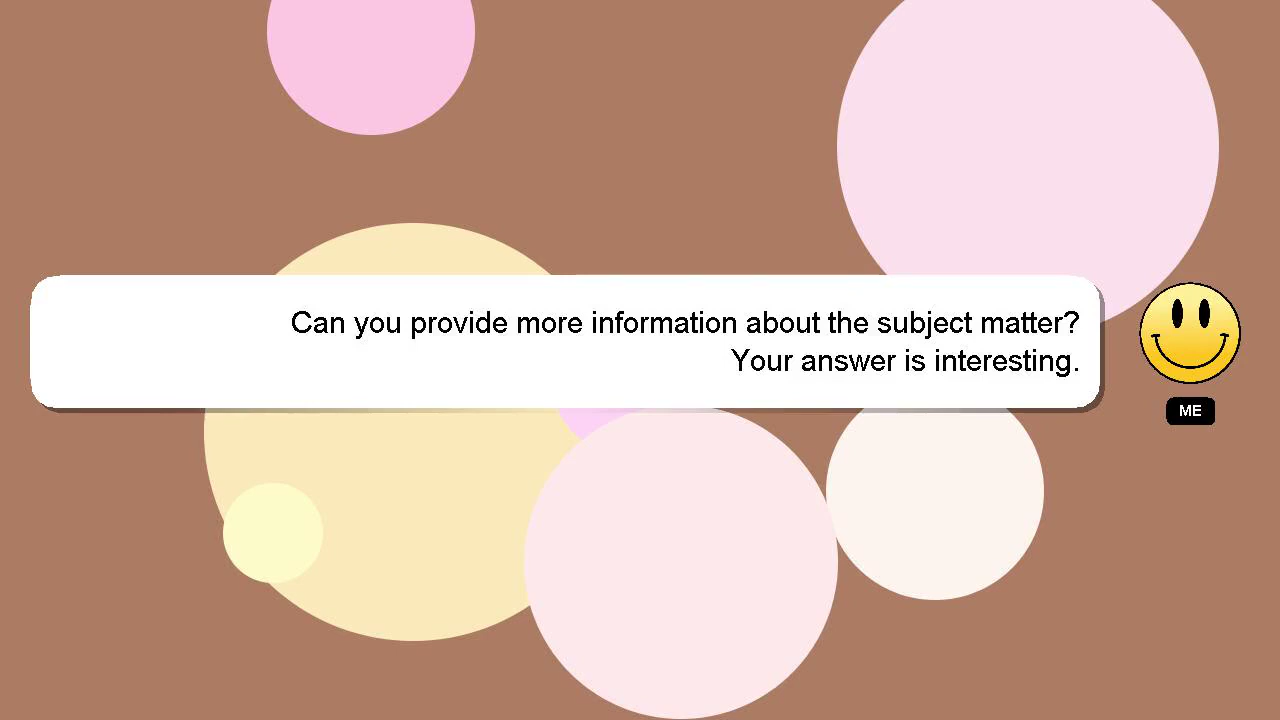 Can you provide more information about the subject matter?
Your answer is interesting.
ME